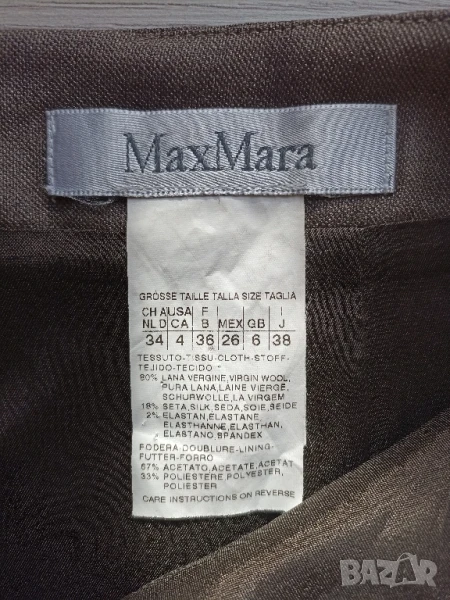 MaxMara
GRÖSSE TAILLE TALLA SIZE TAGLIA
CH A USA F I
NL D CA B MEX GB J
34 4 36 26 6 38
TESSUTO-TISSU-CLOTH-STOFF-
TEJIDO-TECIDO
80% LANA VERGINE, VIRGIN WOOL,
PURA LANA, LAINE VIERGE,
SCHURWOLLE, LA VIRGEM
18% SETA, SILK, SEDA, SOIE, SEIDE
2% ELASTAN, ELASTANE,
ELASTHANNE, ELASTHAN,
ELASTANO, SPANDEX
FODERA-DOUBLURE-LINING-
FUTTER-FORRO
67% ACETATO, ACETATE, ACETAT
33% POLIESTERE POLYESTER,
POLIESTER
CARE INSTRUCTIONS ON REVERSE
BAZAR